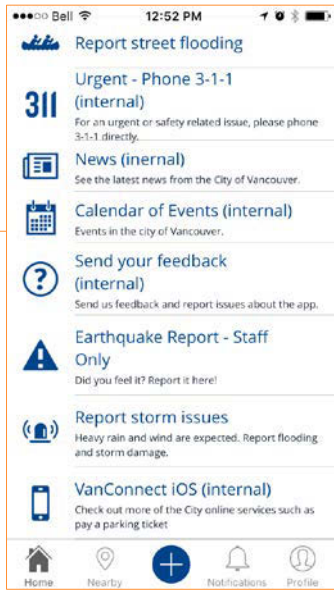 Bell 12:52 PM
Report street flooding
311
Urgent - Phone 3-1-1
(internal)
For an urgent or safety related issue, please phone
3-1-1 directly.
News (inernal)
See the latest news from the City of Vancouver.
Calendar of Events (internal)
Events in the city of Vancouver.
Send your feedback
(internal)
Send us feedback and report issues about the app.
Earthquake Report - Staff
Only
Did you feel it? Report it here!
Report storm issues
Heavy rain and wind are expected. Report flooding
and storm damage.
VanConnect iOS (internal)
Check out more of the City online services such as
pay a parking ticket
Home Nearby Notifications Profile